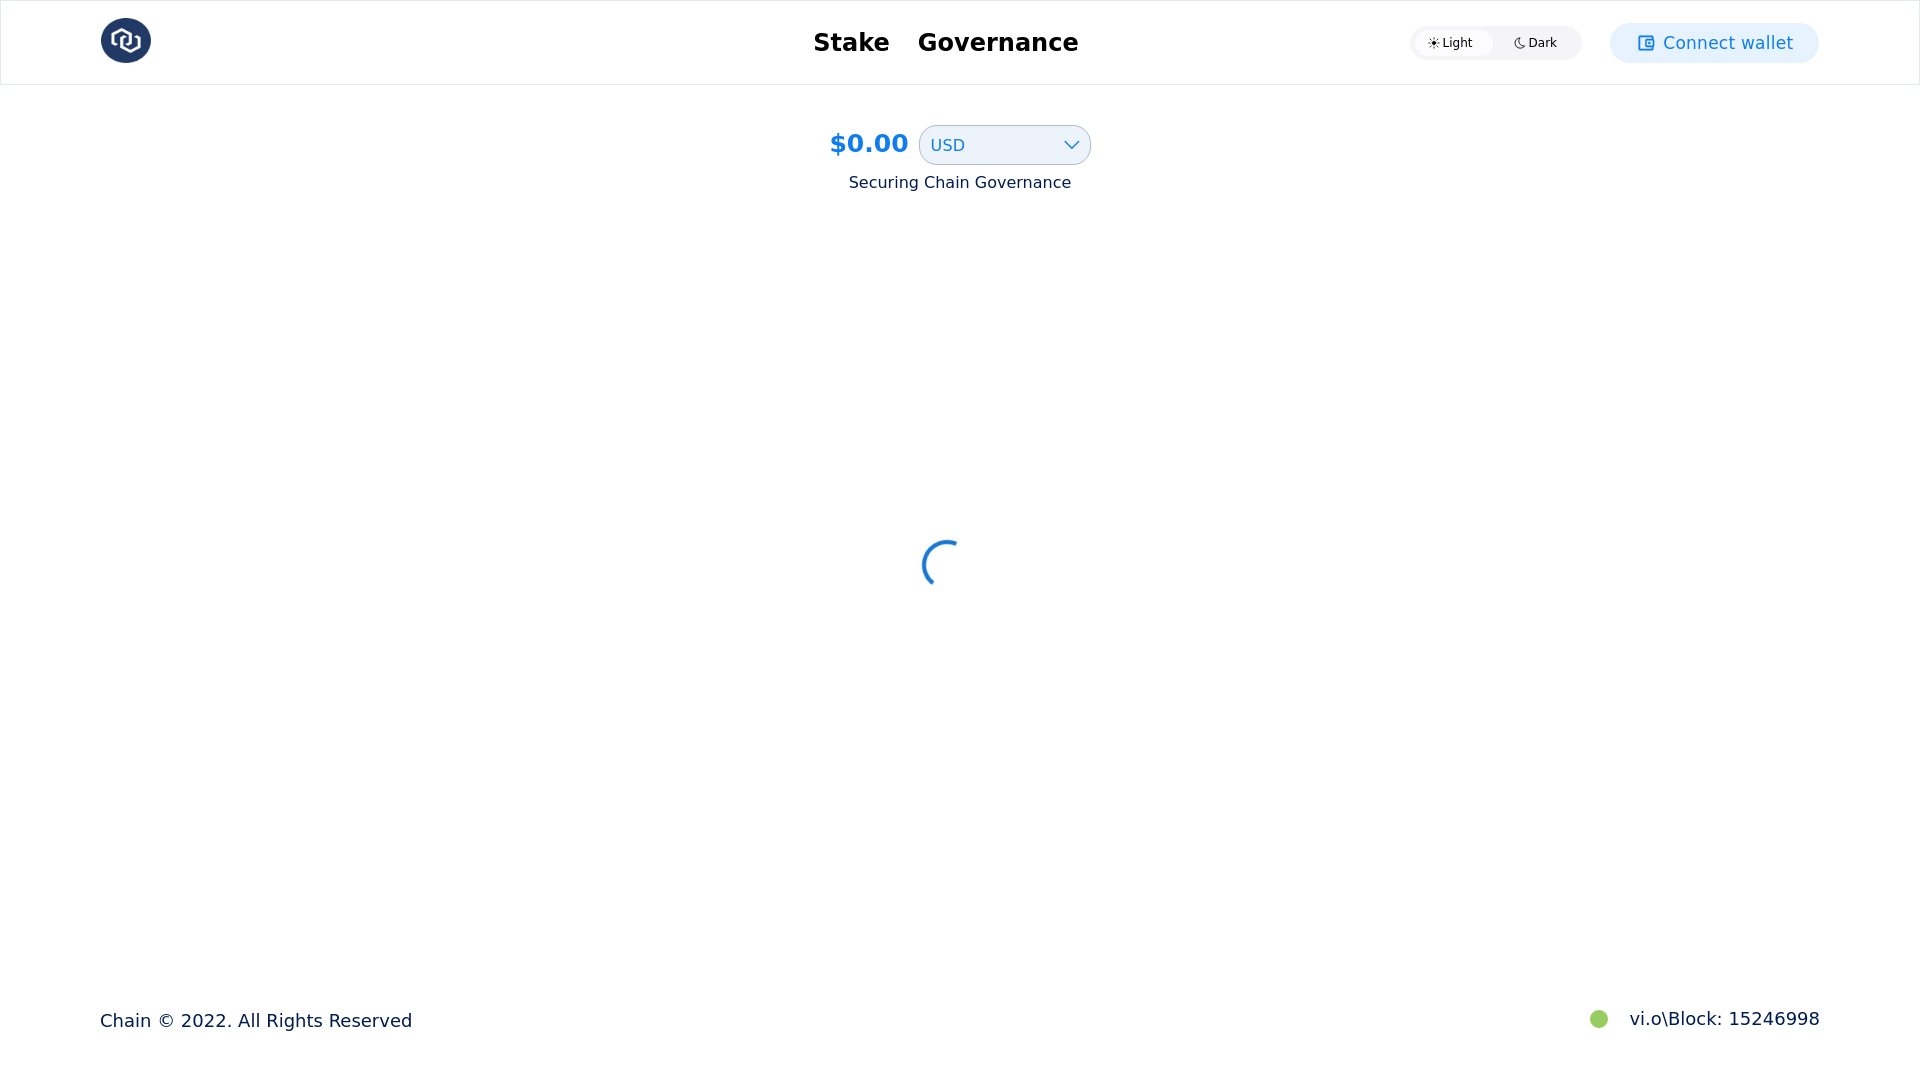 Stake Governance
Light Dark
Connect wallet
$0.00 USD
Securing Chain Governance
Chain © 2022. All Rights Reserved
vi.o\Block: 15246998